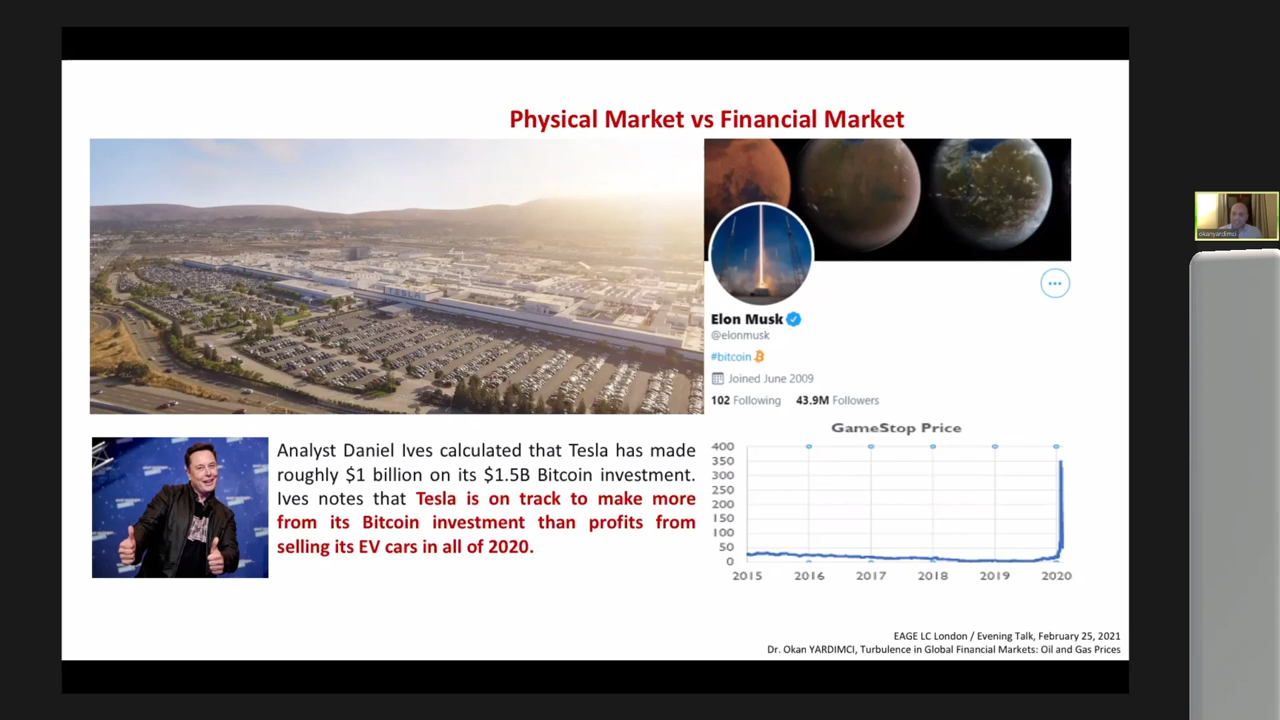 Physical Market vs Financial Market
TESLA
Elon Musk
@elonmusk
#bitcoin
Joined June 2009
102 Following 43.9M Followers
Analyst Daniel Ives calculated that Tesla has made
roughly $1 billion on its $1.5B Bitcoin investment.
Ives notes that Tesla is on track to make more
from its Bitcoin investment than profits from
selling its EV cars in all of 2020.
GameStop Price
400
350
300
250
200
150
100
50
0
2015 2016 2017 2018 2019 2020
EAGE LC London / Evening Talk, February 25, 2021
Dr. Okan YARDIMCI, Turbulence in Global Financial Markets: Oil and Gas Prices
okanyardimci